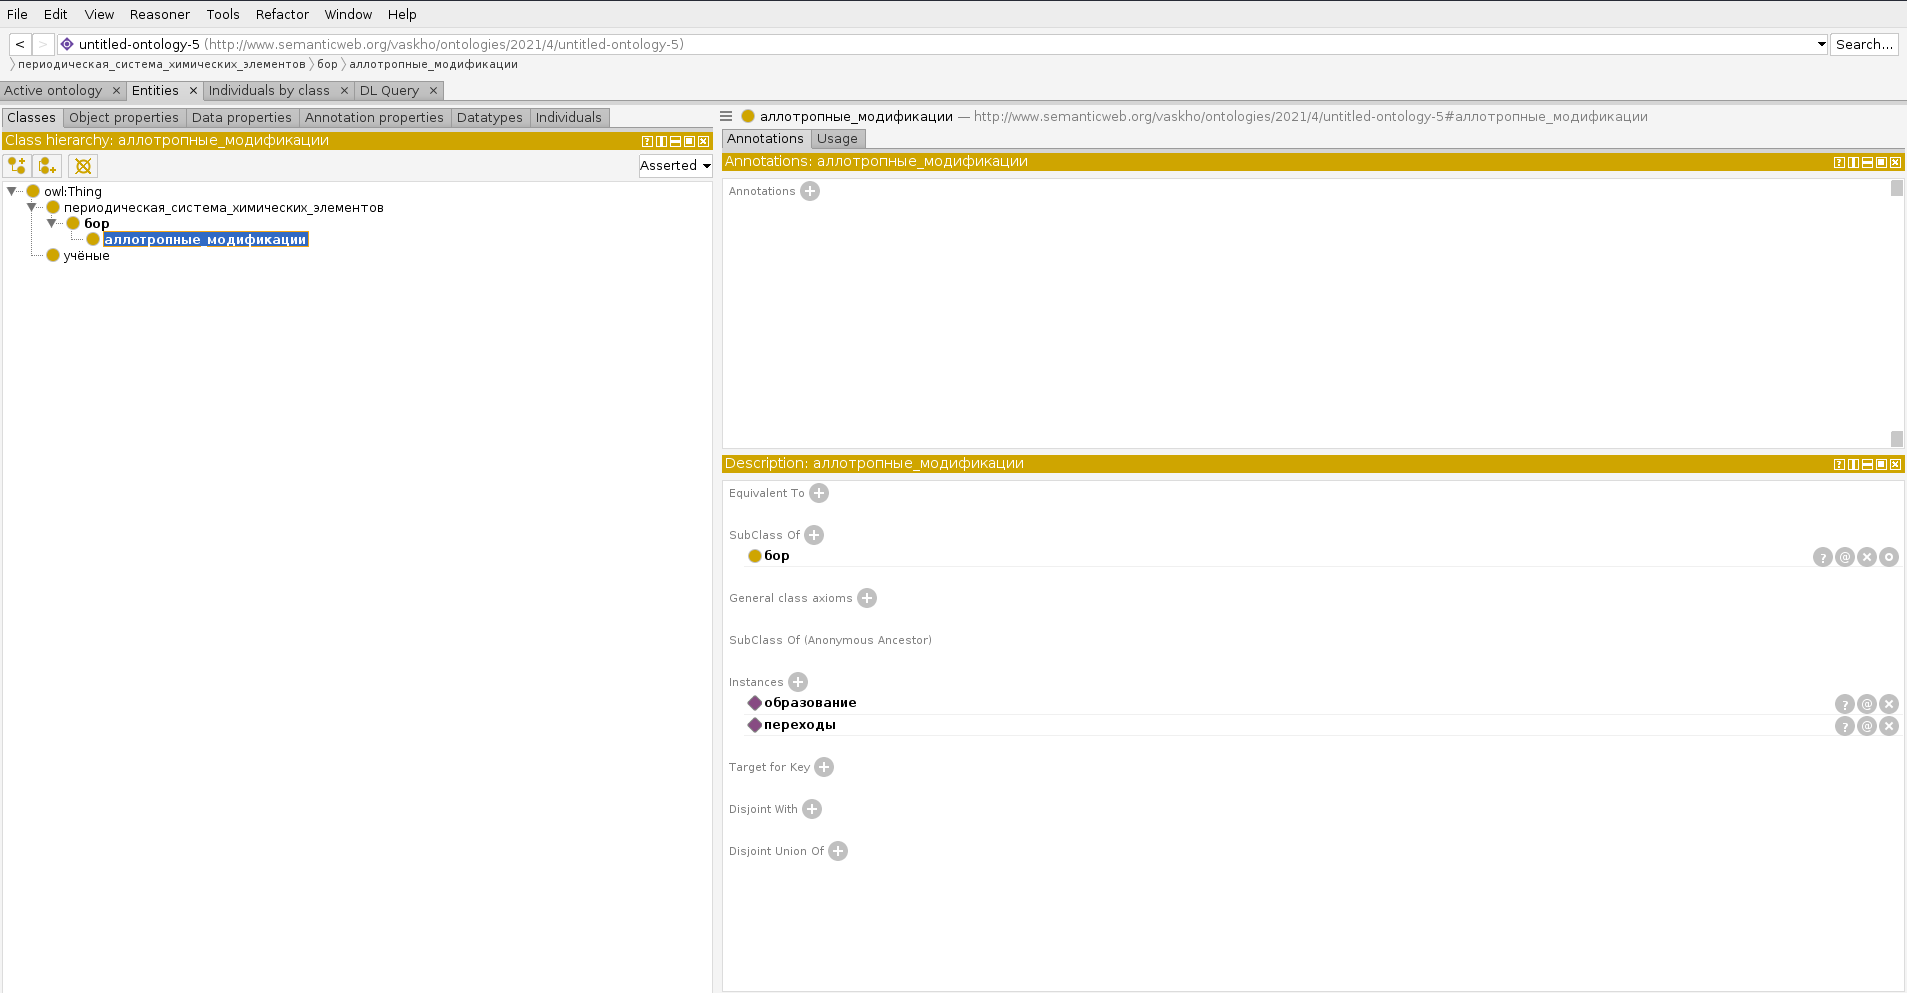 File Edit View Reasoner Tools Refactor Window Help
< > untitled-ontology-5 (http://www.semanticweb.org/vaskho/ontologies/2021/4/untitled-ontology-5) Search...
периодическая_система_химических_элементов бор аллотропные_модификации
Active ontology × Entities × Individuals by class × DL Query ×
Classes Object properties Data properties Annotation properties Datatypes Individuals
Class hierarchy: аллотропные_модификации
Asserted
owl:Thing
периодическая_система_химических_элементов
бор
аллотропные_модификации
учёные
аллотропные_модификации — http://www.semanticweb.org/vaskho/ontologies/2021/4/untitled-ontology-5#аллотропные_модификации
Annotations Usage
Annotations: аллотропные_модификации
Annotations
Description: аллотропные_модификации
Equivalent To
SubClass Of
бор
General class axioms
SubClass Of (Anonymous Ancestor)
Instances
образование
переходы
Target for Key
Disjoint With
Disjoint Union Of